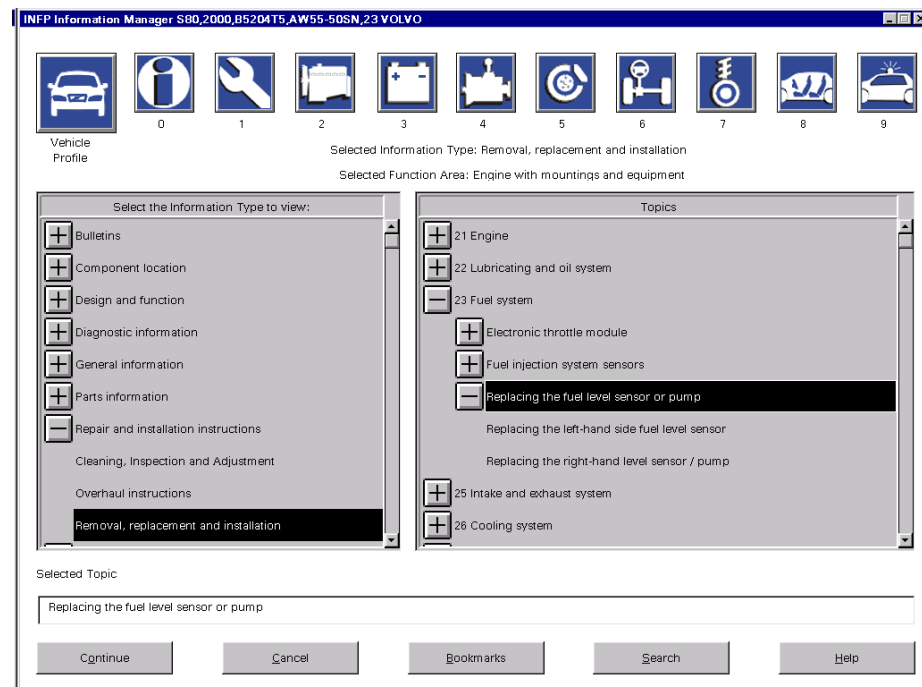 INFP Information Manager S80,2000,B5204T5,AW55-50SN,23 VOLVO
Vehicle
Profile
0
1
2
3
4
5
6
7
8
9
Selected Information Type: Removal, replacement and installation
Selected Function Area: Engine with mountings and equipment
Select the Information Type to view:
Bulletins
Component location
Design and function
Diagnostic information
General information
Parts information
Repair and installation instructions
Cleaning, Inspection and Adjustment
Overhaul instructions
Removal, replacement and installation
Topics
21 Engine
22 Lubricating and oil system
23 Fuel system
Electronic throttle module
Fuel injection system sensors
Replacing the fuel level sensor or pump
Replacing the left-hand side fuel level sensor
Replacing the right-hand level sensor / pump
25 Intake and exhaust system
26 Cooling system
Selected Topic
Replacing the fuel level sensor or pump
Continue
Cancel
Bookmarks
Search
Help